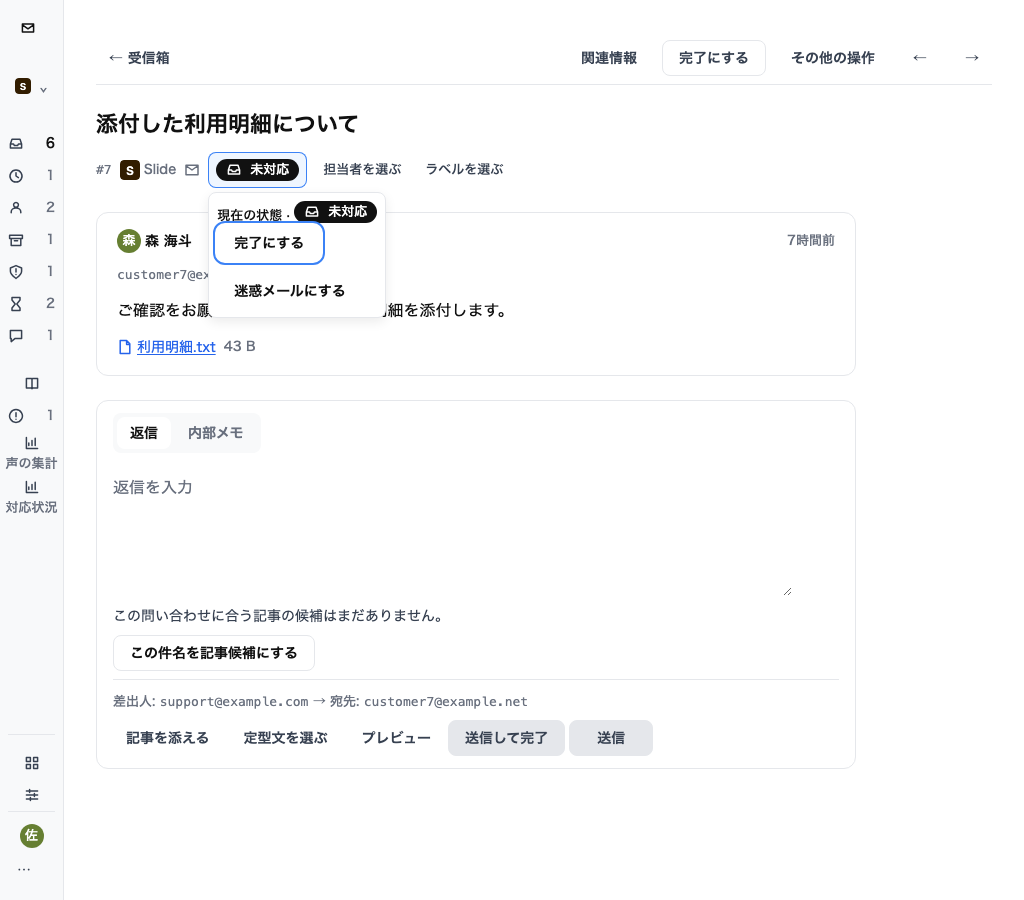 ← 受信箱
関連情報
完了にする
その他の操作
←
→
S
添付した利用明細について
#7 S Slide 未対応 担当者を選ぶ ラベルを選ぶ
現在の状態 · 未対応
完了にする
迷惑メールにする
森 森 海斗
7時間前
customer7@ex
ご確認をお願 細を添付します。
利用明細.txt 43 B
6
1
2
1
1
2
1
1
声の集計
対応状況
返信
内部メモ
返信を入力
この問い合わせに合う記事の候補はまだありません。
この件名を記事候補にする
差出人: support@example.com → 宛先: customer7@example.net
記事を添える 定型文を選ぶ プレビュー 送信して完了 送信
佐
…